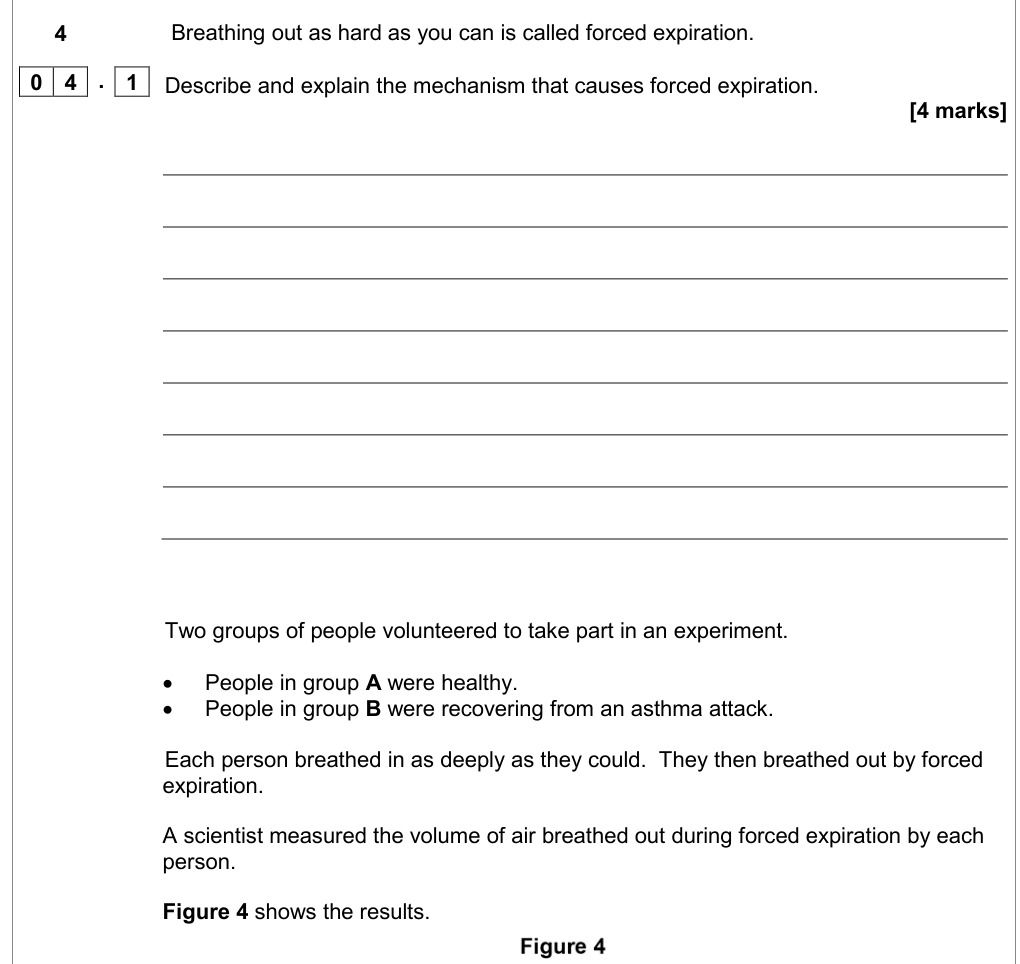 4 Breathing out as hard as you can is called forced expiration.
0 4 . 1 Describe and explain the mechanism that causes forced expiration.
[4 marks]
Two groups of people volunteered to take part in an experiment.
• People in group A were healthy.
• People in group B were recovering from an asthma attack.
Each person breathed in as deeply as they could. They then breathed out by forced
expiration.
A scientist measured the volume of air breathed out during forced expiration by each
person.
Figure 4 shows the results.
Figure 4